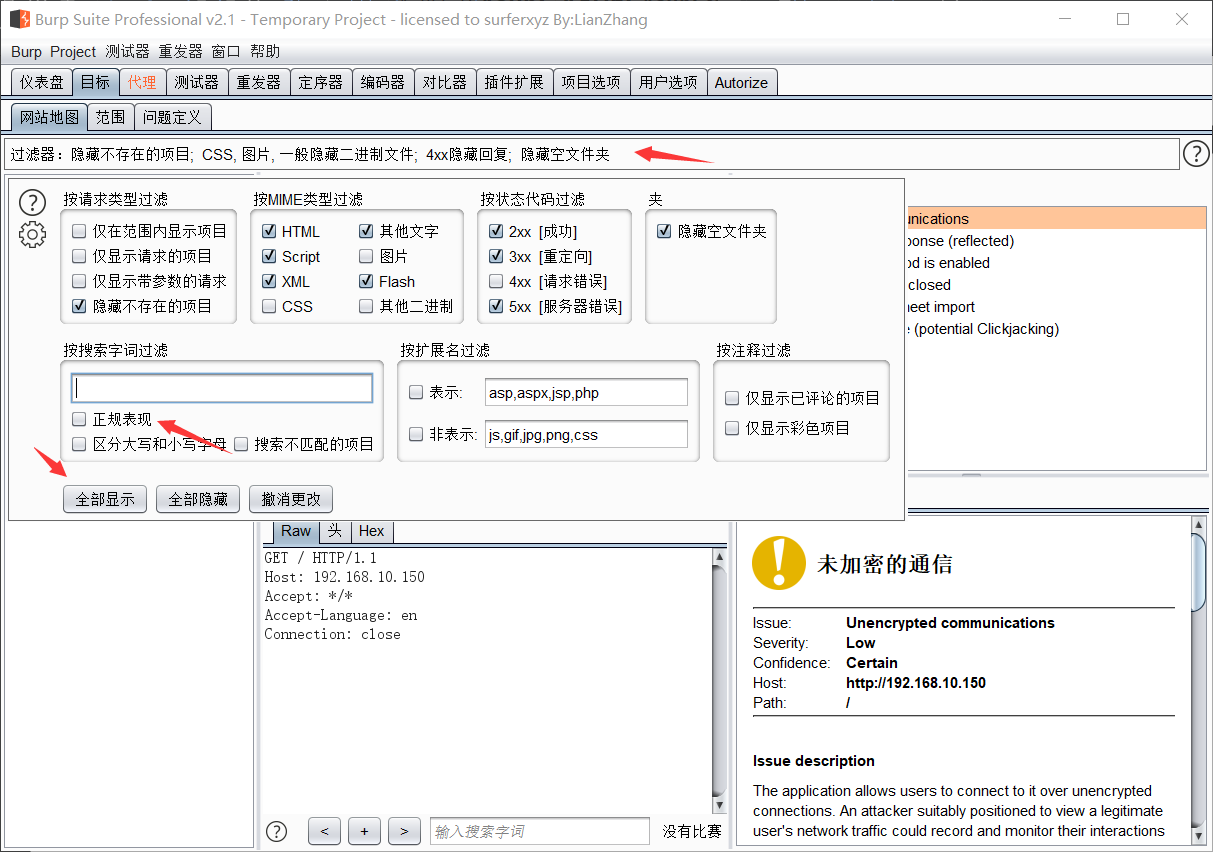 Burp Suite Professional v2.1 - Temporary Project - licensed to surferxyz By:LianZhang
Burp Project 测试器 重发器 窗口 帮助
仪表盘 目标 代理 测试器 重发器 定序器 编码器 对比器 插件扩展 项目选项 用户选项 Autorize
网站地图 范围 问题定义
过滤器：隐藏不存在的项目; CSS, 图片, 一般隐藏二进制文件; 4xx隐藏回复; 隐藏空文件夹 ?
? 按请求类型过滤 按MIME类型过滤 按状态代码过滤 夹
仅在范围内显示项目 HTML 其他文字 2xx [成功] 隐藏空文件夹
仅显示请求的项目 Script 图片 3xx [重定向]
仅显示带参数的请求 XML Flash 4xx [请求错误]
隐藏不存在的项目 CSS 其他二进制 5xx [服务器错误]
nications
onse (reflected)
d is enabled
closed
eet import
(potential Clickjacking)
按搜索字词过滤 按扩展名过滤 按注释过滤
表示: asp,aspx,jsp,php 仅显示已评论的项目
正规表现 非表示: js,gif,jpg,png,css 仅显示彩色项目
区分大写和小写字母 搜索不匹配的项目
全部显示 全部隐藏 撤消更改
Raw 头 Hex
GET / HTTP/1.1
Host: 192.168.10.150
Accept: */*
Accept-Language: en
Connection: close
? < + > 输入搜索字词 没有比赛
未加密的通信
Issue: Unencrypted communications
Severity: Low
Confidence: Certain
Host: http://192.168.10.150
Path: /
Issue description
The application allows users to connect to it over unencrypted
connections. An attacker suitably positioned to view a legitimate
user's network traffic could record and monitor their interactions